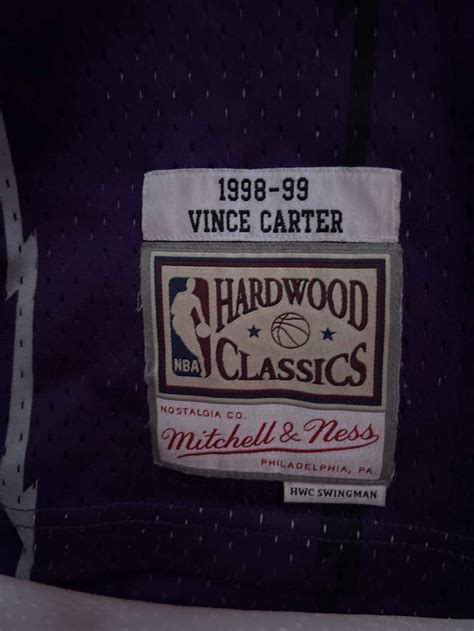 1998-99
VINCE CARTER
HARDWOOD
CLASSICS
NBA
NOSTALGIA CO.
Mitchell & Ness
PHILADELPHIA, PA.
HWC SWINGMAN